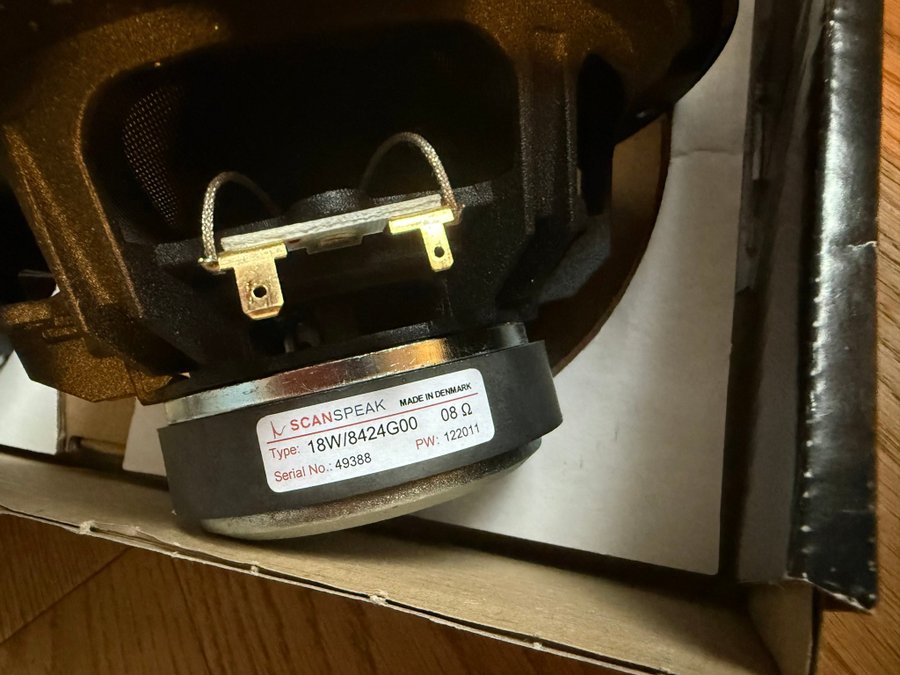 SCANSPEAK MADE IN DENMARK
Type: 18W/8424G00 08 Ω
Serial No.: 49388 PW: 122011